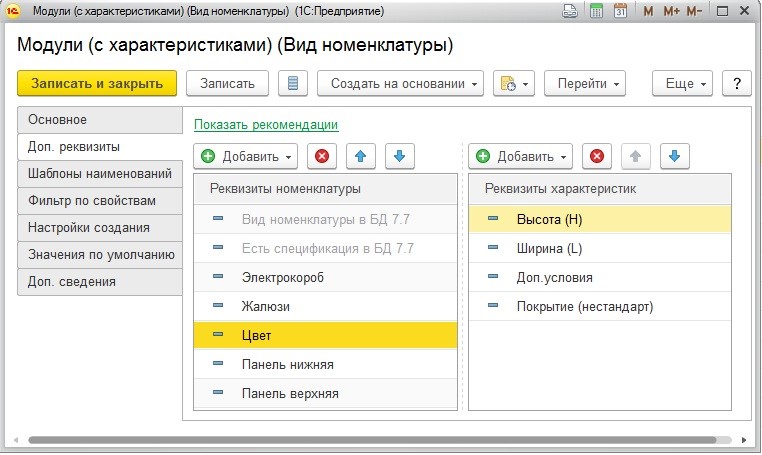 1С Модули (с характеристиками) (Вид номенклатуры) (1С:Предприятие) 31 M M+ M-
Модули (с характеристиками) (Вид номенклатуры)
Записать и закрыть Записать Создать на основании Перейти Еще ?
Основное
Доп. реквизиты
Шаблоны наименований
Фильтр по свойствам
Настройки создания
Значения по умолчанию
Доп. сведения
Показать рекомендации
Добавить
Реквизиты номенклатуры
Вид номенклатуры в БД 7.7
Есть спецификация в БД 7.7
Электрокороб
Жалюзи
Цвет
Панель нижняя
Панель верхняя
Добавить
Реквизиты характеристик
Высота (H)
Ширина (L)
Доп.условия
Покрытие (нестандарт)